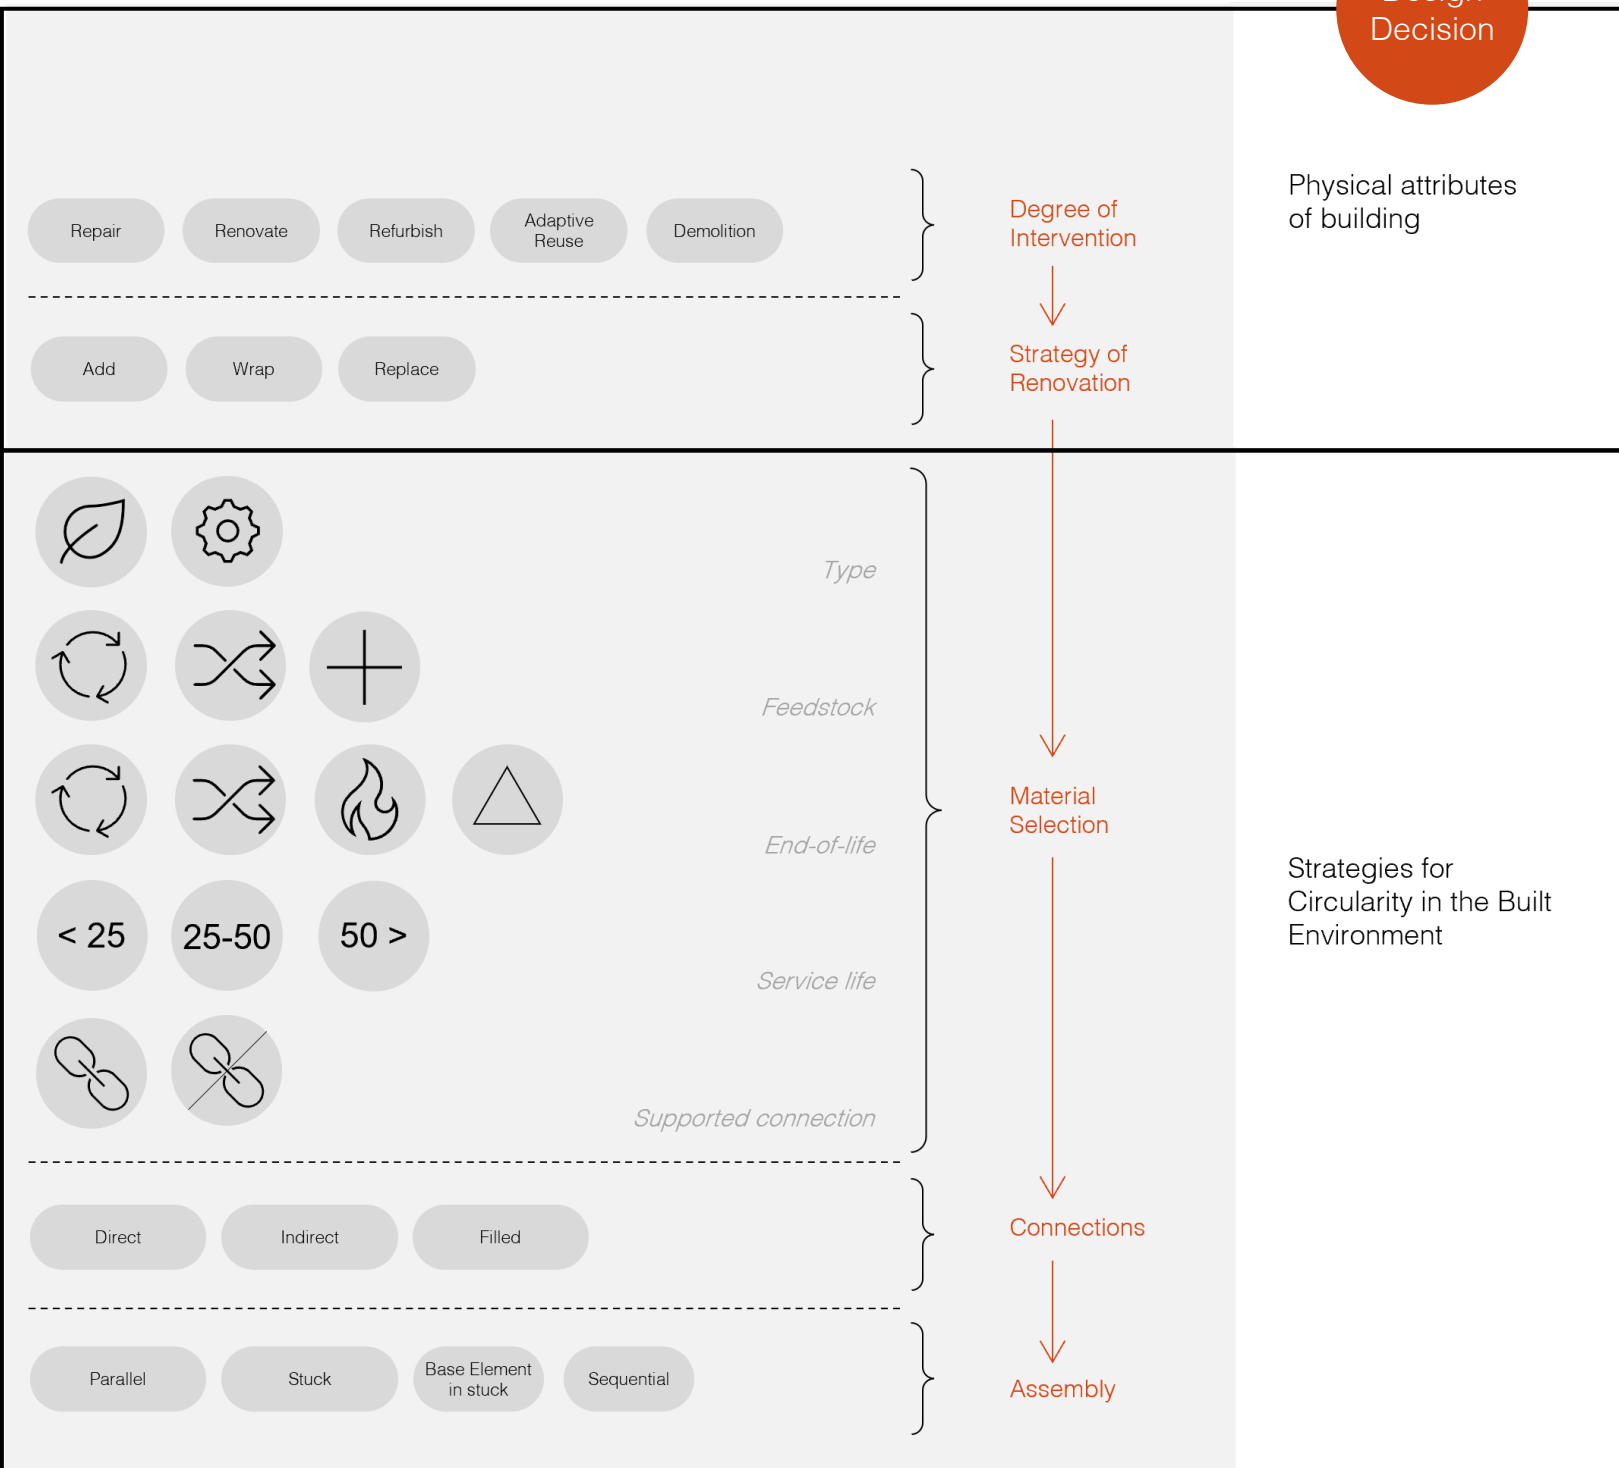 Design
Decision
Physical attributes
of building
Repair
Renovate
Refurbish
Adaptive
Reuse
Demolition
Degree of
Intervention
Add
Wrap
Replace
Strategy of
Renovation
Type
Feedstock
End-of-life
< 25
25-50
50 >
Service life
Supported connection
Material
Selection
Strategies for
Circularity in the Built
Environment
Direct
Indirect
Filled
Connections
Parallel
Stuck
Base Element
in stuck
Sequential
Assembly